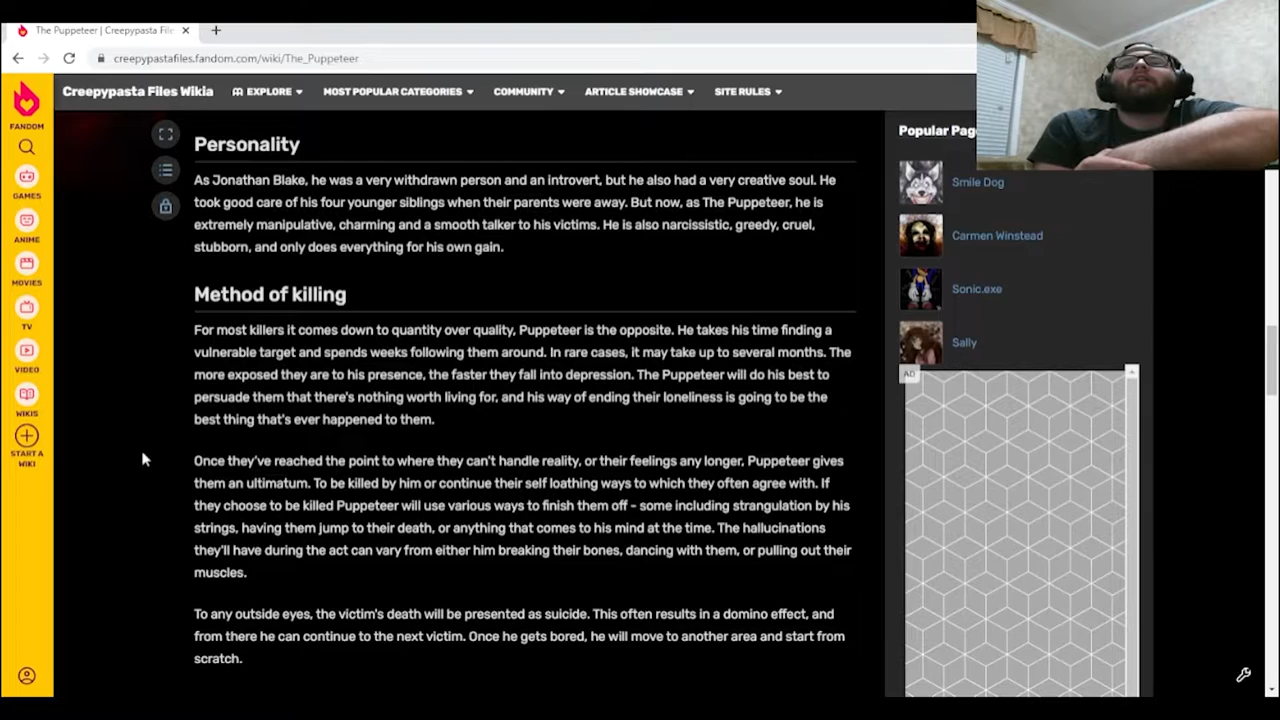 The Puppeteer | Creepypasta File
creepypastafiles.fandom.com/wiki/The_Puppeteer
FANDOM
GAMES
ANIME
MOVIES
TV
VIDEO
WIKIS
START A
WIKI
Creepypasta Files Wikia
EXPLORE
MOST POPULAR CATEGORIES
COMMUNITY
ARTICLE SHOWCASE
SITE RULES
Personality
As Jonathan Blake, he was a very withdrawn person and an introvert, but he also had a very creative soul. He
took good care of his four younger siblings when their parents were away. But now, as The Puppeteer, he is
extremely manipulative, charming and a smooth talker to his victims. He is also narcissistic, greedy, cruel,
stubborn, and only does everything for his own gain.
Method of killing
For most killers it comes down to quantity over quality, Puppeteer is the opposite. He takes his time finding a
vulnerable target and spends weeks following them around. In rare cases, it may take up to several months. The
more exposed they are to his presence, the faster they fall into depression. The Puppeteer will do his best to
persuade them that there's nothing worth living for, and his way of ending their loneliness is going to be the
best thing that's ever happened to them.
Once they've reached the point to where they can't handle reality, or their feelings any longer, Puppeteer gives
them an ultimatum. To be killed by him or continue their self loathing ways to which they often agree with. If
they choose to be killed Puppeteer will use various ways to finish them off - some including strangulation by his
strings, having them jump to their death, or anything that comes to his mind at the time. The hallucinations
they'll have during the act can vary from either him breaking their bones, dancing with them, or pulling out their
muscles.
To any outside eyes, the victim's death will be presented as suicide. This often results in a domino effect, and
from there he can continue to the next victim. Once he gets bored, he will move to another area and start from
scratch.
Popular Pag
Smile Dog
Carmen Winstead
Sonic.exe
Sally
AD